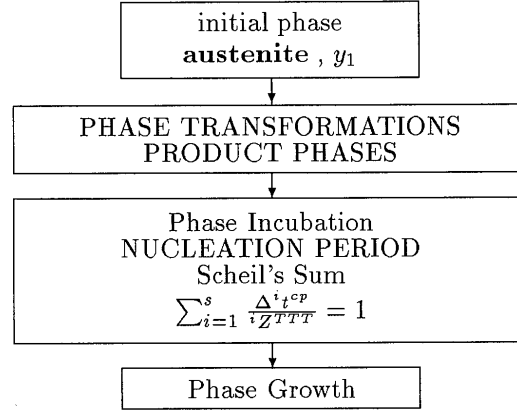 initial phase
austenite , y₁
PHASE TRANSFORMATIONS
PRODUCT PHASES
Phase Incubation
NUCLEATION PERIOD
Scheil's Sum
∑_{i=1}^{s} \frac{Δ^i t^{cp}}{^i Z^{TTT}} = 1
Phase Growth